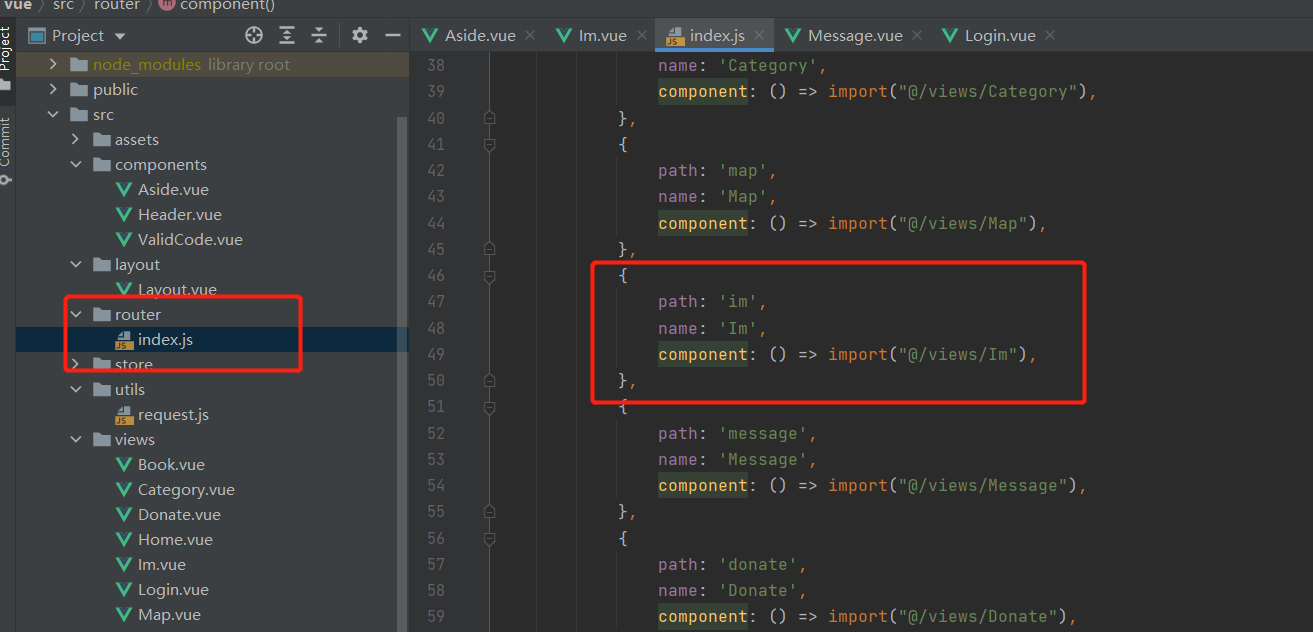 vue 〉 src 〉 router 〉 m component()
Project
Commit
Project
node_modules library root
public
src
assets
components
Aside.vue
Header.vue
ValidCode.vue
layout
Layout.vue
router
index.js
store
utils
request.js
views
Book.vue
Category.vue
Donate.vue
Home.vue
Im.vue
Login.vue
Map.vue
Aside.vue
Im.vue
index.js
Message.vue
Login.vue
38 name: 'Category',
39 component: () => import("@/views/Category"),
40 },
41 {
42 path: 'map',
43 name: 'Map',
44 component: () => import("@/views/Map"),
45 },
46 {
47 path: 'im',
48 name: 'Im',
49 component: () => import("@/views/Im"),
50 },
51 {
52 path: 'message',
53 name: 'Message',
54 component: () => import("@/views/Message"),
55 },
56 {
57 path: 'donate',
58 name: 'Donate',
59 component: () => import("@/views/Donate"),